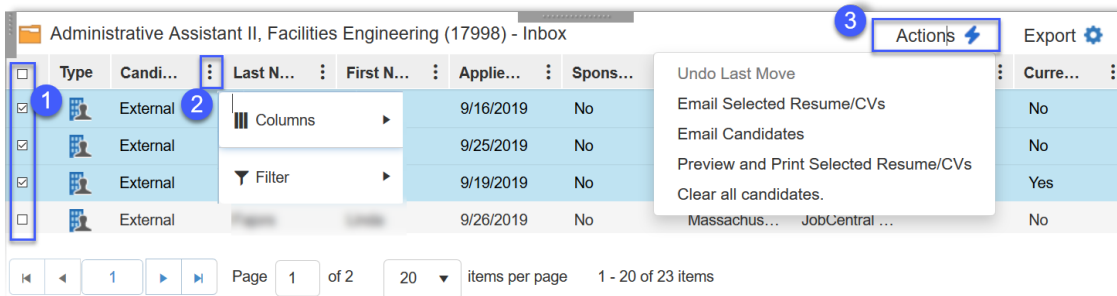 Administrative Assistant II, Facilities Engineering (17998) - Inbox
3
Actions
Export
Type Candi... Last N... First N... Applie... Spons... Curre...
1
2
External 9/16/2019 No No
External 9/25/2019 No No
External 9/19/2019 No Yes
External 9/26/2019 No Massachus... JobCentral ... No
Columns
Filter
Undo Last Move
Email Selected Resume/CVs
Email Candidates
Preview and Print Selected Resume/CVs
Clear all candidates.
1 Page 1 of 2 20 items per page 1 - 20 of 23 items